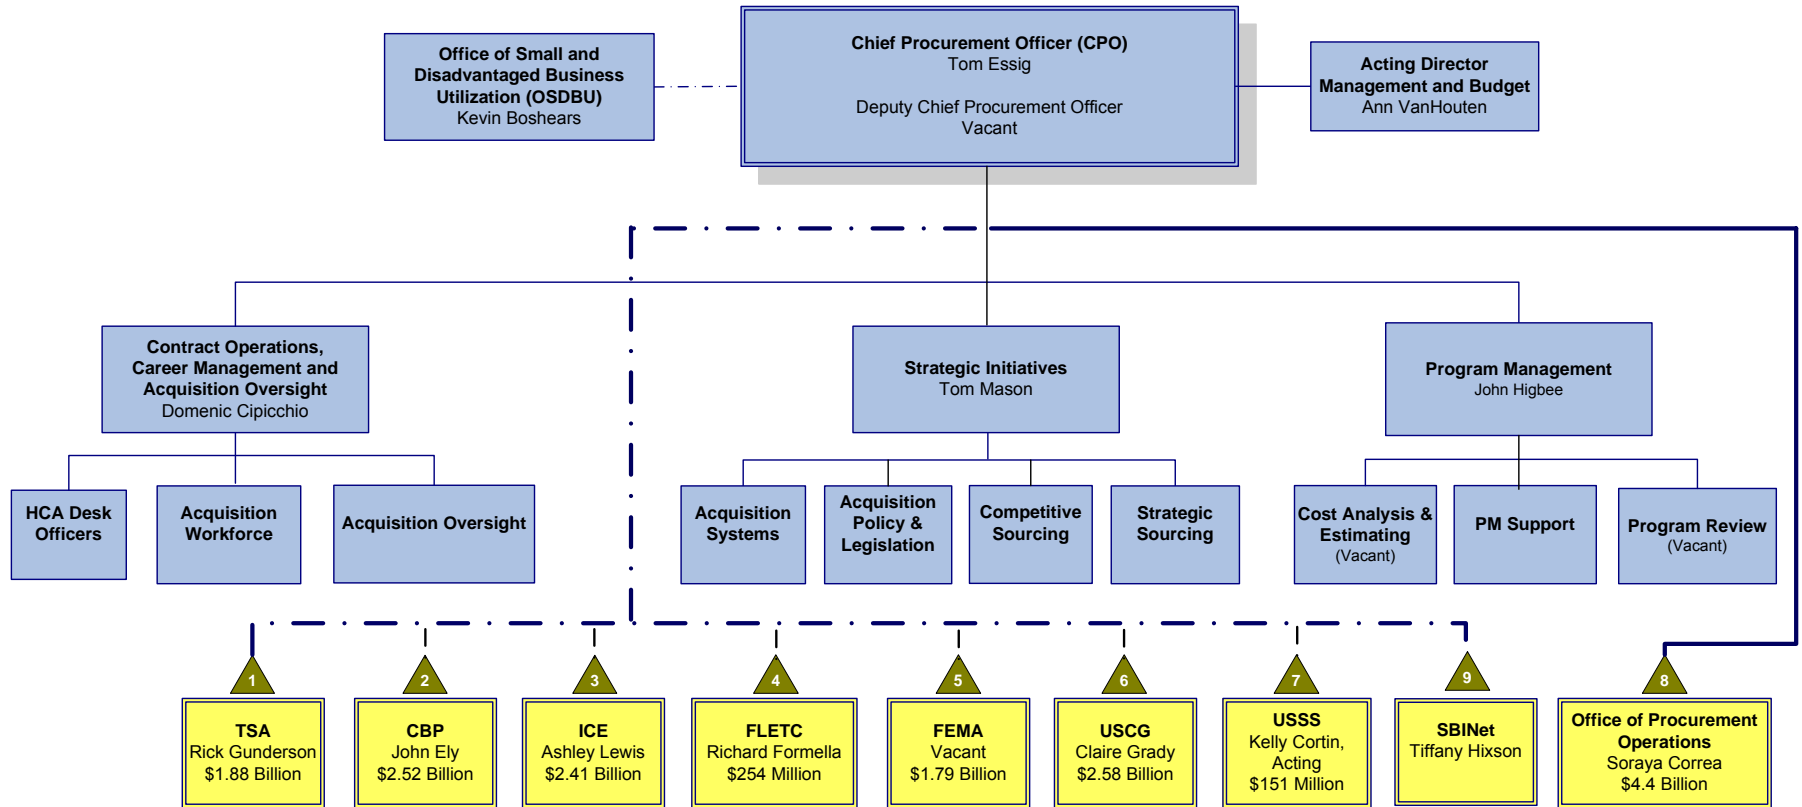 Office of Small and
Disadvantaged Business
Utilization (OSDBU)
Kevin Boshears
Chief Procurement Officer (CPO)
Tom Essig
Deputy Chief Procurement Officer
Vacant
Acting Director
Management and Budget
Ann VanHouten
Contract Operations,
Career Management and
Acquisition Oversight
Domenic Cipicchio
Strategic Initiatives
Tom Mason
Program Management
John Higbee
HCA Desk
Officers
Acquisition
Workforce
Acquisition Oversight
Acquisition
Systems
Acquisition
Policy &
Legislation
Competitive
Sourcing
Strategic
Sourcing
Cost Analysis &
Estimating
(Vacant)
PM Support
Program Review
(Vacant)
1
TSA
Rick Gunderson
$1.88 Billion
2
CBP
John Ely
$2.52 Billion
3
ICE
Ashley Lewis
$2.41 Billion
4
FLETC
Richard Formella
$254 Million
5
FEMA
Vacant
$1.79 Billion
6
USCG
Claire Grady
$2.58 Billion
7
USSS
Kelly Cortin,
Acting
$151 Million
9
SBINet
Tiffany Hixson
8
Office of Procurement
Operations
Soraya Correa
$4.4 Billion